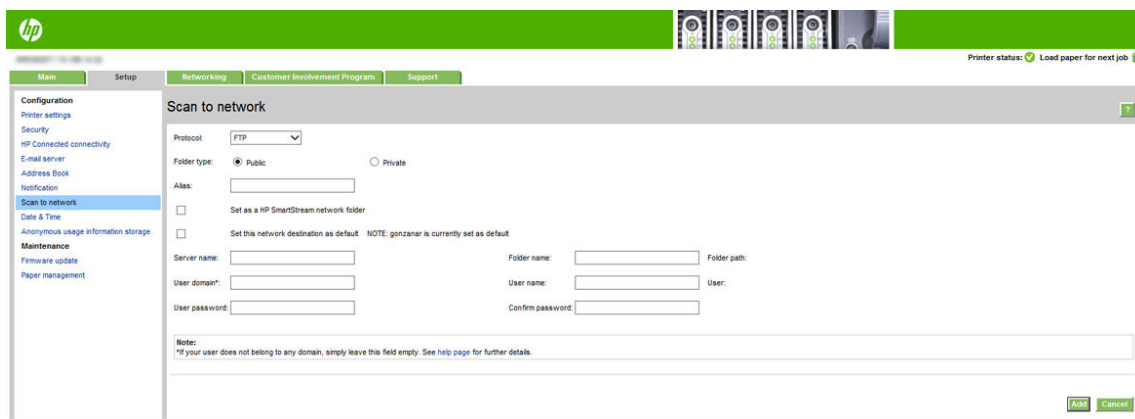 hp
Printer status: Load paper for next job
Main Setup Networking Customer Involvement Program Support
Configuration
Printer settings
Security
HP Connected connectivity
E-mail server
Address Book
Notification
Scan to network
Date & Time
Anonymous usage information storage
Maintenance
Firmware update
Paper management
Scan to network
?
Protocol: FTP
Folder type: Public Private
Alias:
Set as a HP SmartStream network folder
Set this network destination as default NOTE: gonzanar is currently set as default
Server name: Folder name: Folder path:
User domain*: User name: User:
User password: Confirm password:
Note:
*If your user does not belong to any domain, simply leave this field empty. See help page for further details.
Add Cancel